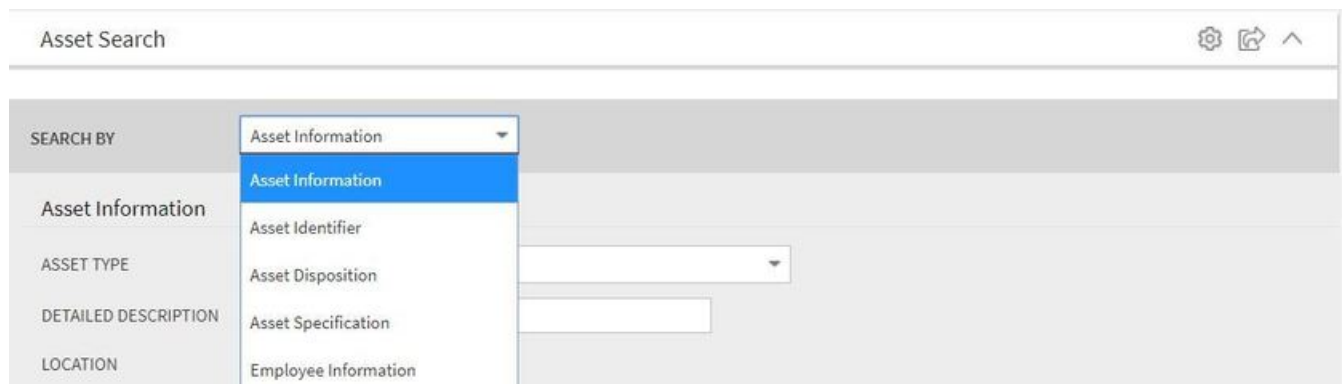 Asset Search
SEARCH BY
Asset Information
Asset Information
Asset Information
Asset Identifier
ASSET TYPE
Asset Disposition
DETAILED DESCRIPTION
Asset Specification
LOCATION
Employee Information